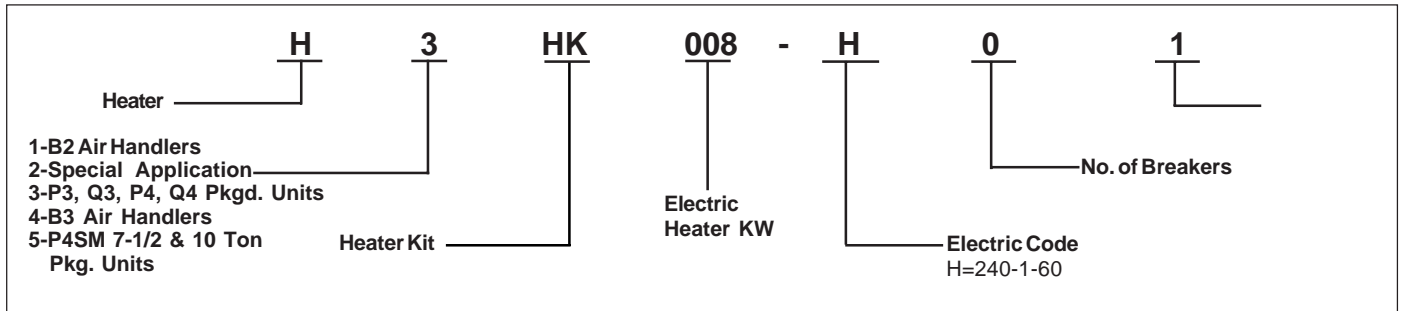 H 3 HK 008 - H 0 1
Heater
1-B2 Air Handlers
2-Special Application
3-P3, Q3, P4, Q4 Pkgd. Units
4-B3 Air Handlers
5-P4SM 7-1/2 & 10 Ton
Pkg. Units
Heater Kit
Electric
Heater KW
Electric Code
H=240-1-60
No. of Breakers